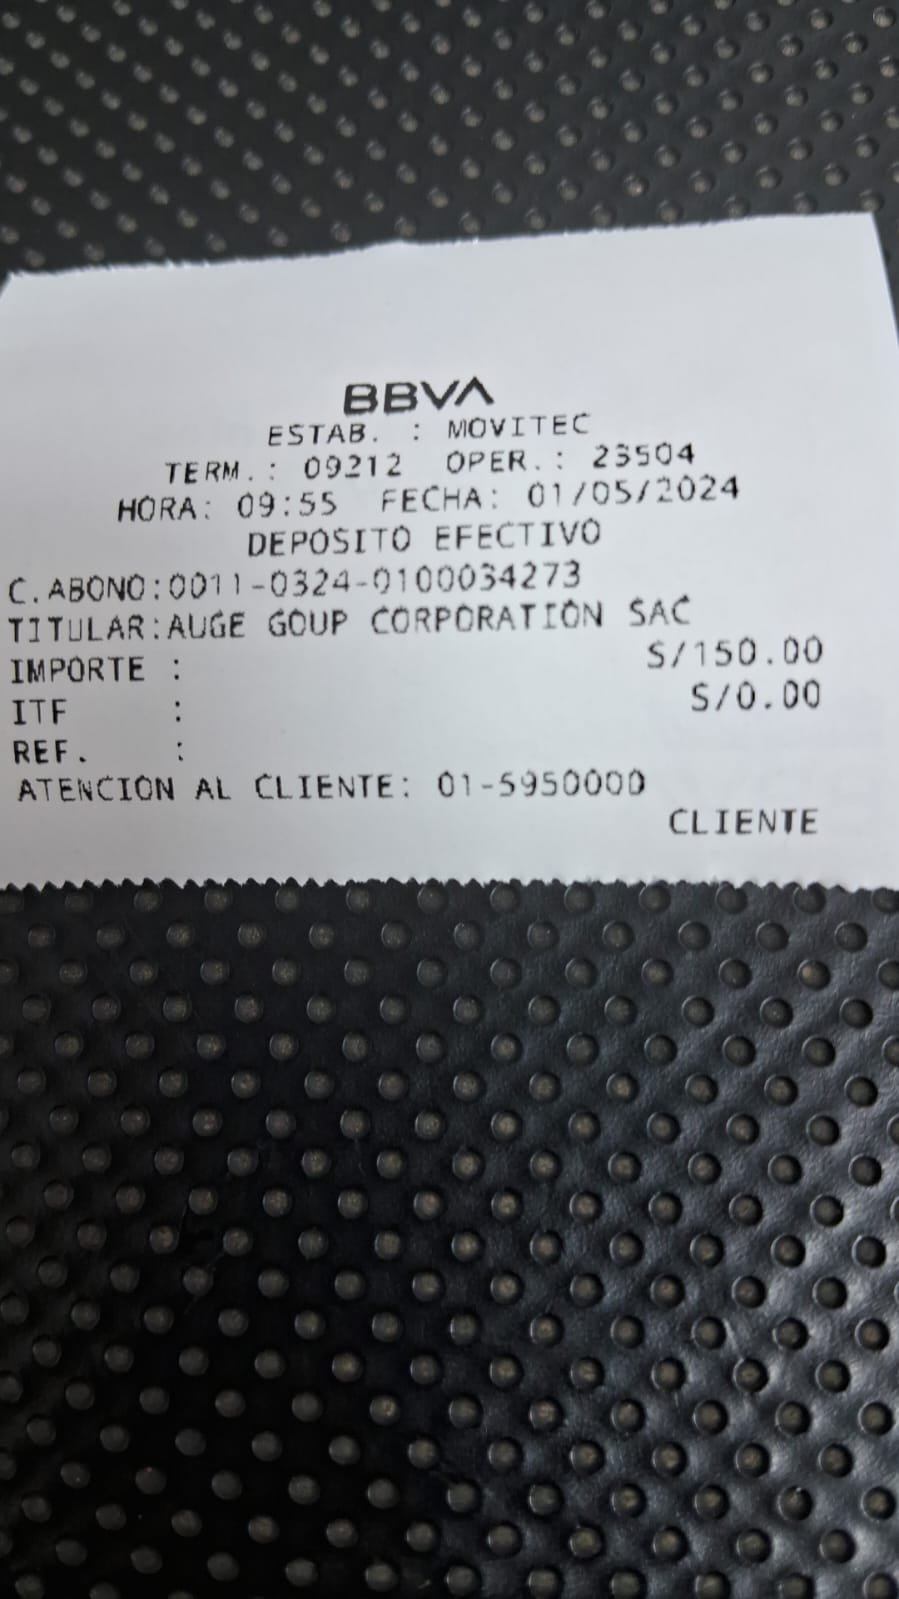 BBVA
ESTAB. : MOVITEC
TERM.: 09212 OPER.: 23504
HORA: 09:55 FECHA: 01/05/2024
DEPOSITO EFECTIVO
C.ABONO:0011-0324-0100034273
TITULAR:AUGE GOUP CORPORATION SAC
IMPORTE : S/150.00
ITF : S/0.00
REF. :
ATENCION AL CLIENTE: 01-5950000
CLIENTE